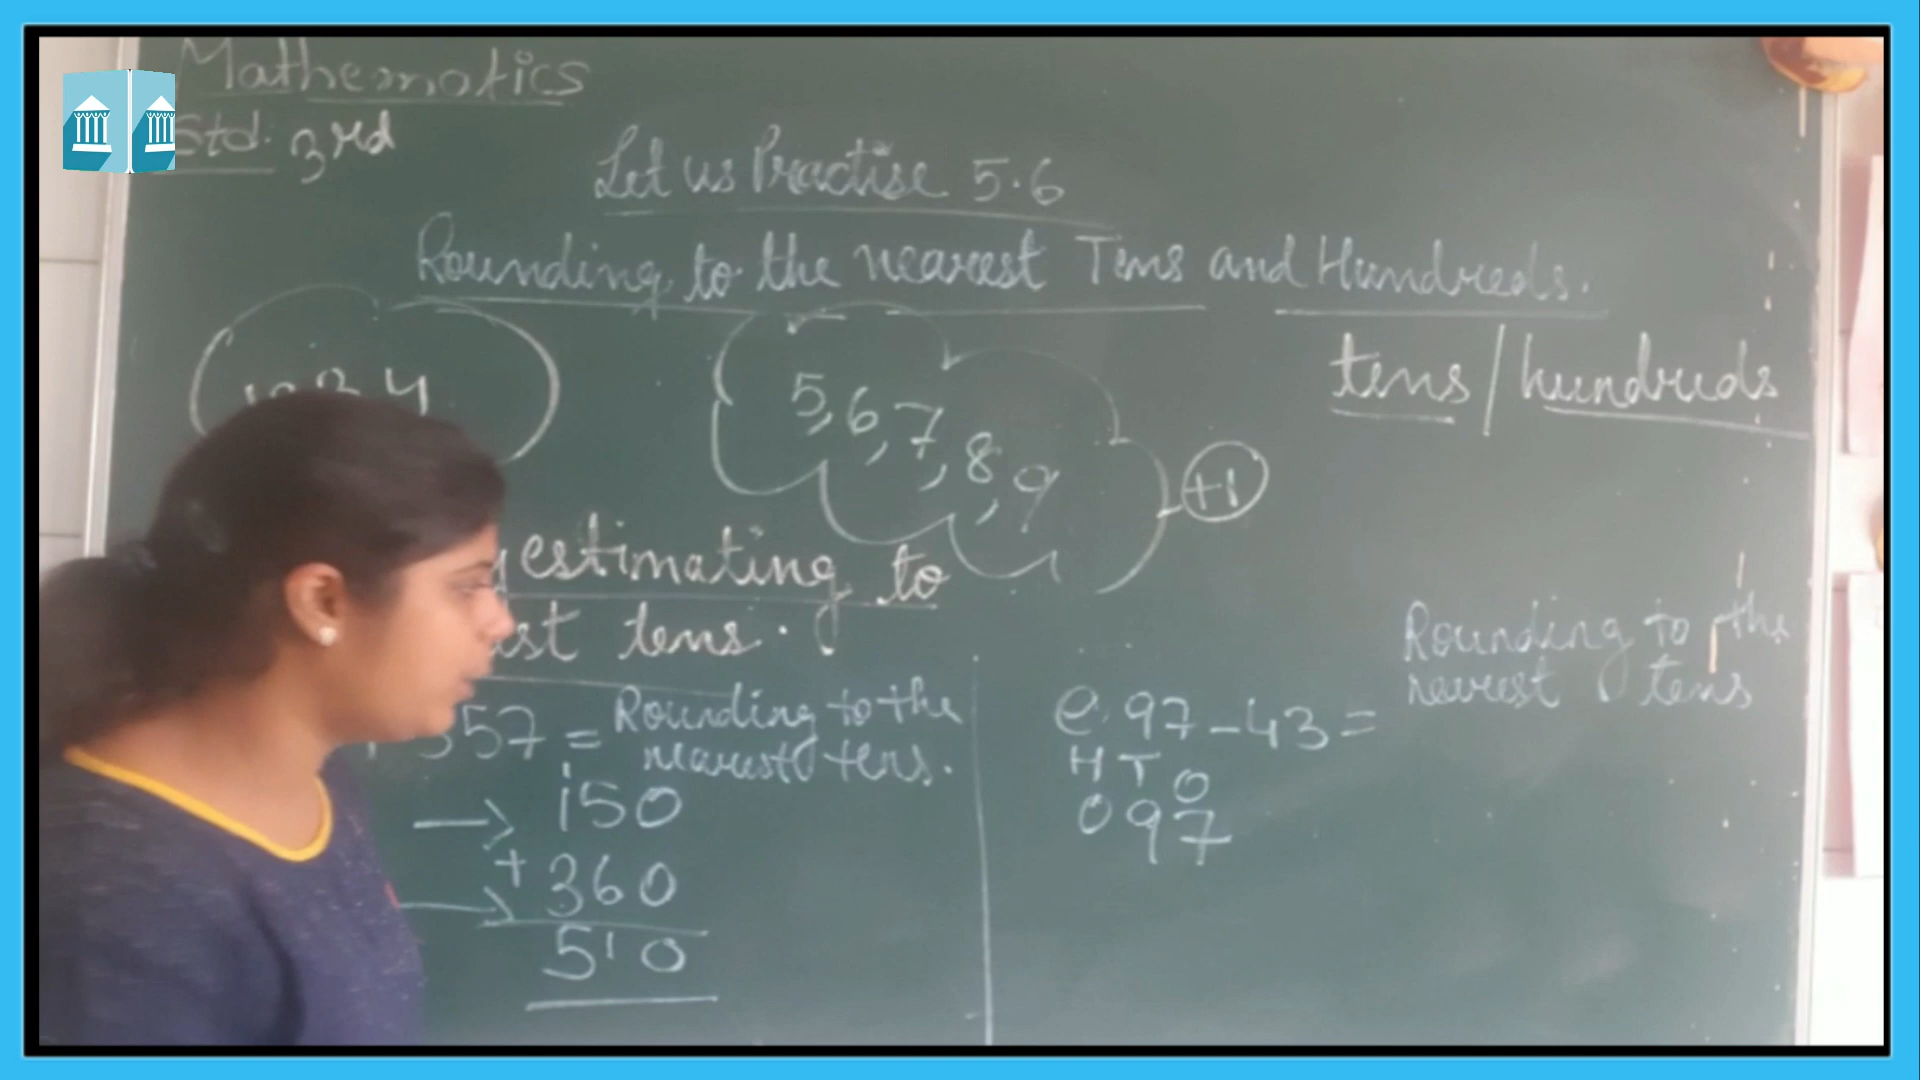 Mathematics
Std. 3rd
Let us Practise 5.6
Rounding to the nearest Tens and Hundreds.
tens / hundreds
5, 6, 7, 8, 9
+1
estimating to
tens.
357 = Rounding to the
nearest tens.
→ 150
+
→ 360
510
e. 97 - 43 =
Rounding to the
nearest tens
H T O
0 9 7